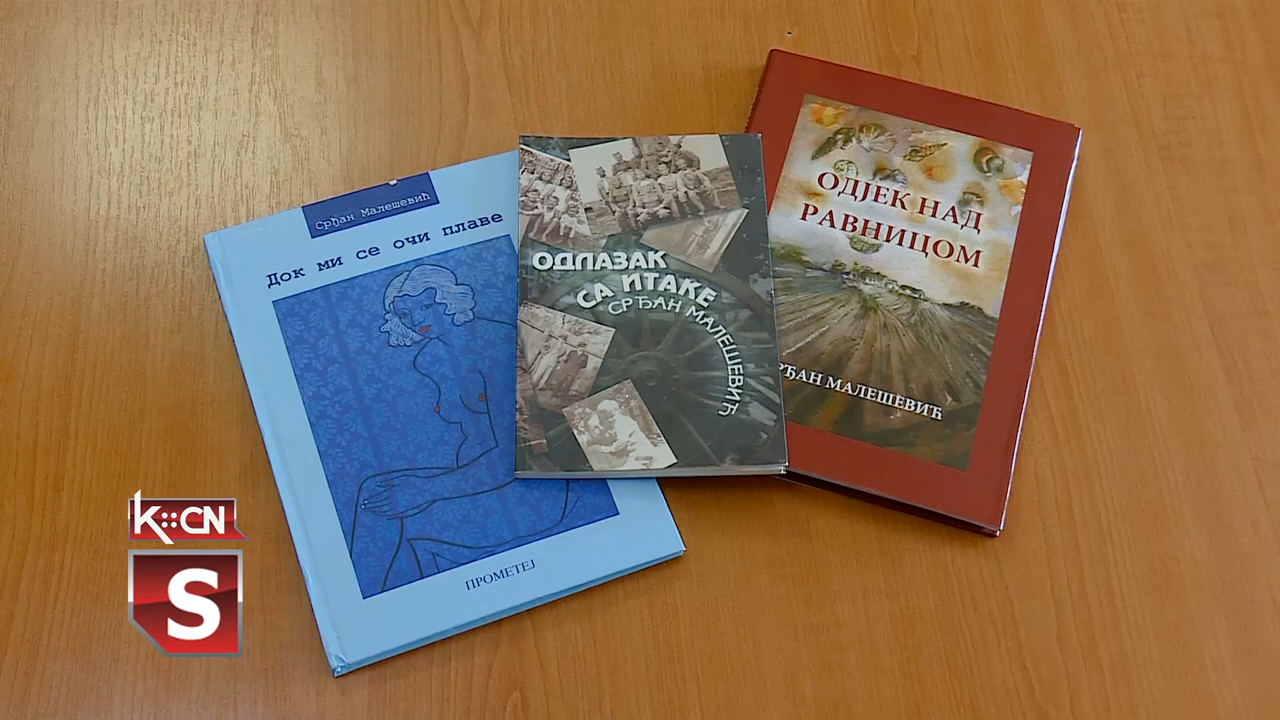 Срђан Малешевић
Док ми се очи плаве
ПРОМЕТЕЈ
ОДЛАЗАК
СА ИТАКЕ
СРЂАН МАЛЕШЕВИЋ
ОДЈЕК НАД
РАВНИЦОМ
РЂАН МАЛЕШЕВИЋ
K::CN
S